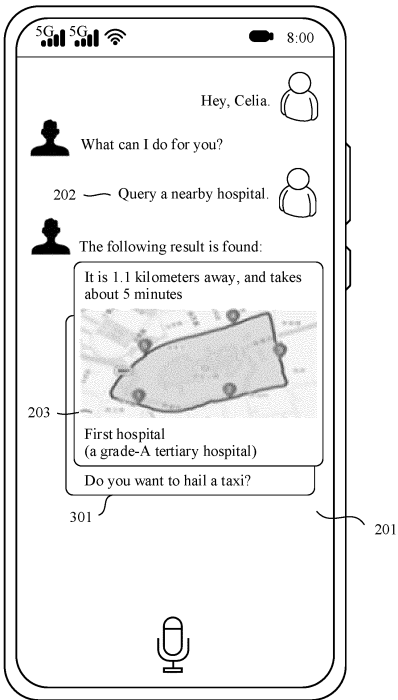 5G 5G 8:00
Hey, Celia.
What can I do for you?
202 Query a nearby hospital.
The following result is found:
It is 1.1 kilometers away, and takes
about 5 minutes
203
First hospital
(a grade-A tertiary hospital)
Do you want to hail a taxi?
301
201